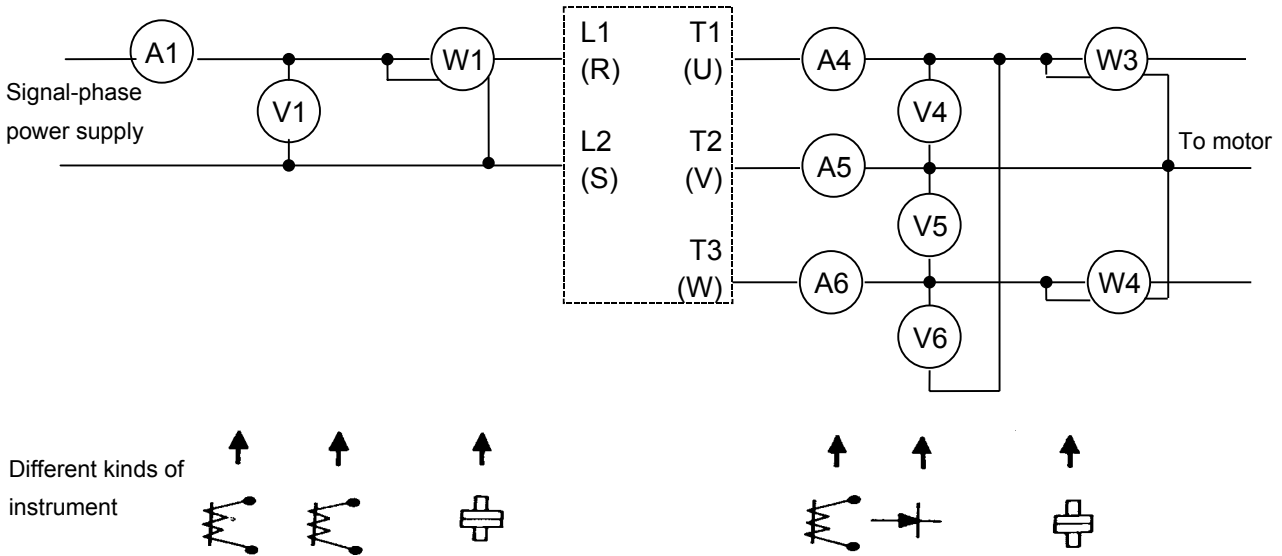 A1
W1
L1
(R)
T1
(U)
A4
W3
Signal-phase
power supply
V1
V4
L2
(S)
T2
(V)
A5
To motor
V5
T3
(W)
A6
W4
V6
Different kinds of
instrument